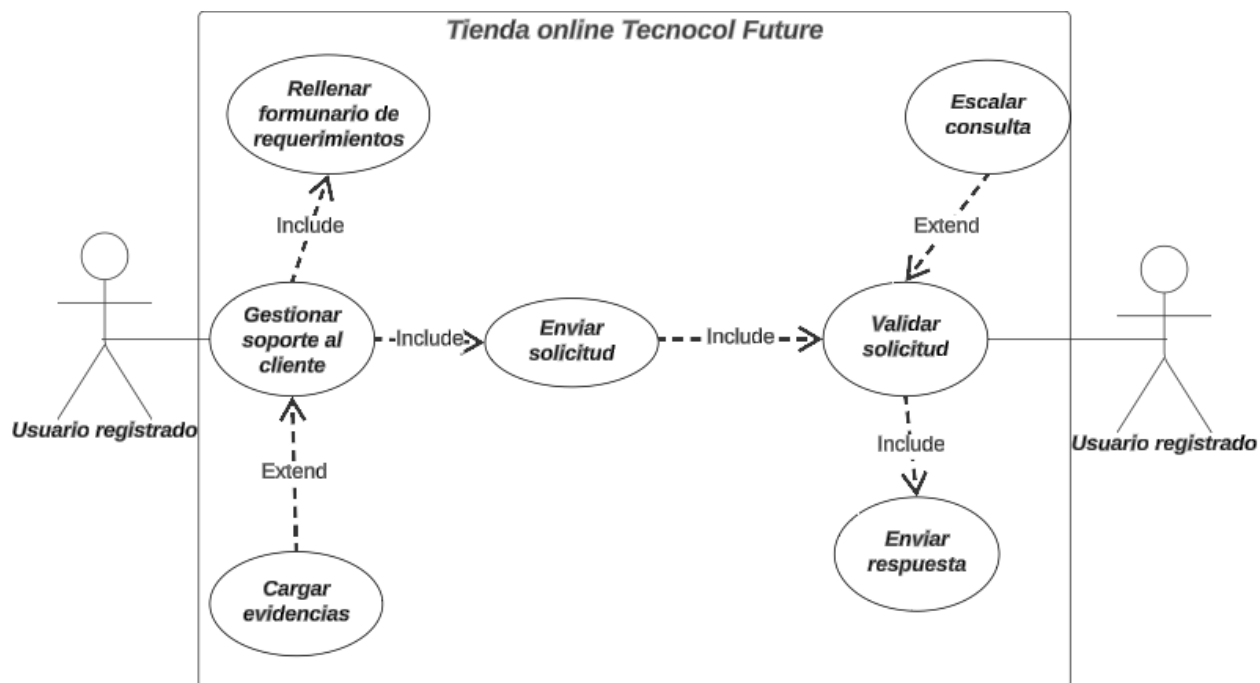 Tienda online Tecnocol Future
Rellenar
formunario de
requerimientos
Escalar
consulta
Include
Extend
Gestionar
soporte al
cliente
Include
Enviar
solicitud
Include
Validar
solicitud
Usuario registrado
Usuario registrado
Extend
Include
Cargar
evidencias
Enviar
respuesta